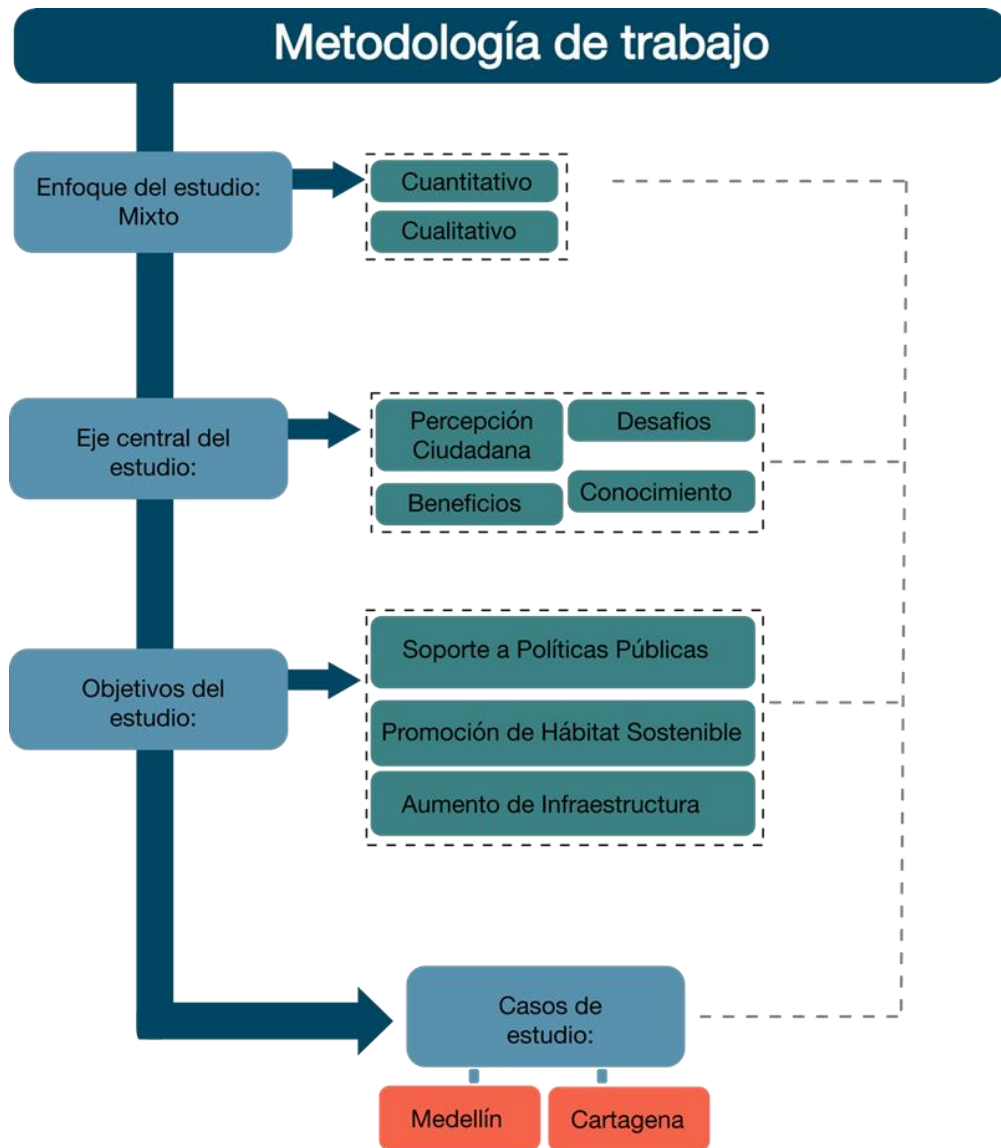 Metodología de trabajo
Enfoque del estudio:
Mixto
Cuantitativo
Cualitativo
Eje central del
estudio:
Percepción
Ciudadana
Desafios
Beneficios
Conocimiento
Objetivos del
estudio:
Soporte a Políticas Públicas
Promoción de Hábitat Sostenible
Aumento de Infraestructura
Casos de
estudio:
Medellín
Cartagena